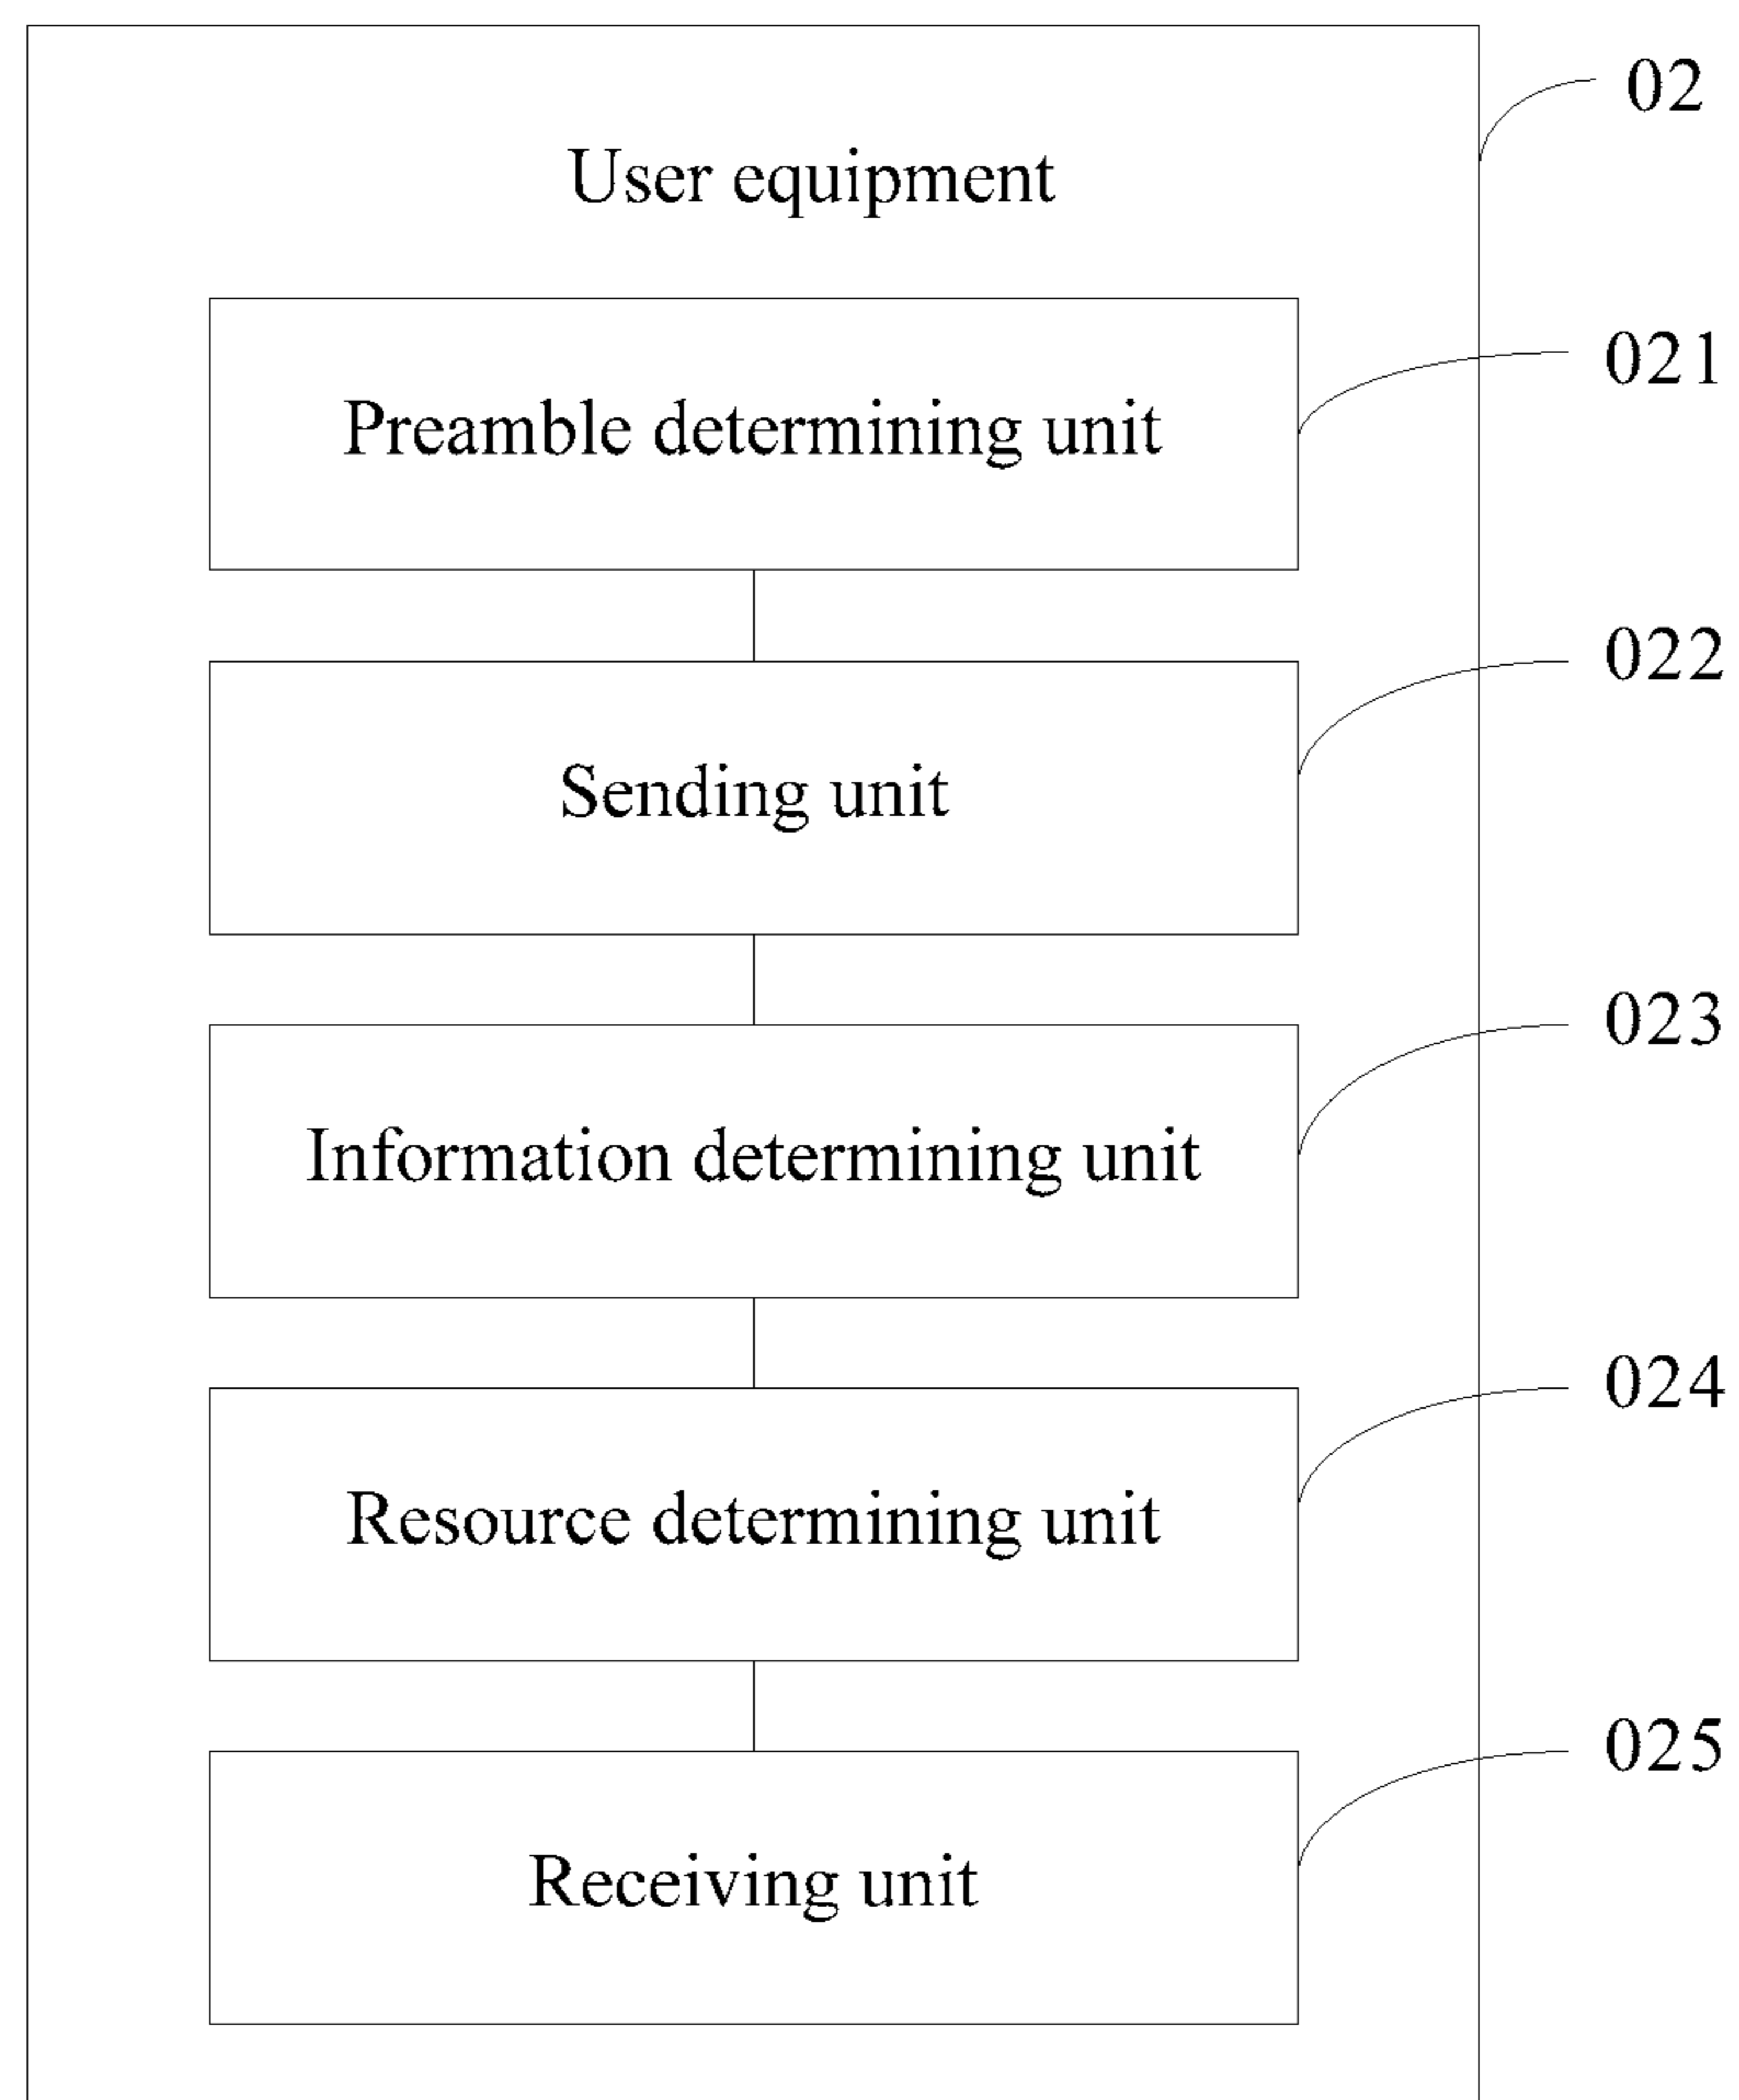 02
User equipment
021
Preamble determining unit
022
Sending unit
023
Information determining unit
024
Resource determining unit
025
Receiving unit